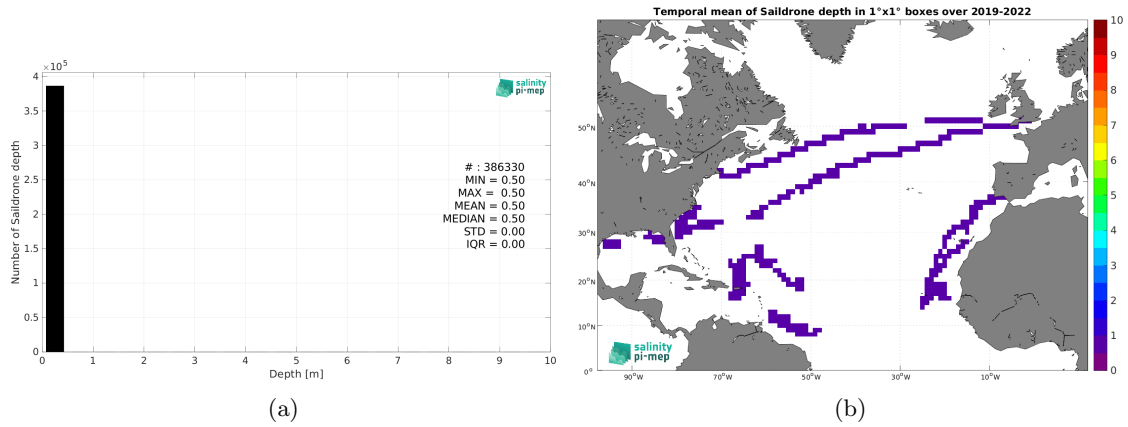 Temporal mean of Saildrone depth in 1°x1° boxes over 2019-2022
×10⁵
4
3.5
3
2.5
2
1.5
1
0.5
0
Number of Saildrone depth
salinity
pi-mep
# : 386330
MIN = 0.50
MAX = 0.50
MEAN = 0.50
MEDIAN = 0.50
STD = 0.00
IQR = 0.00
0 1 2 3 4 5 6 7 8 9 10
Depth [m]
(a)
50°N
40°N
30°N
20°N
10°N
0°
90°W 70°W 50°W 30°W 10°W
salinity
pi-mep
10
9
8
7
6
5
4
3
2
1
0
(b)